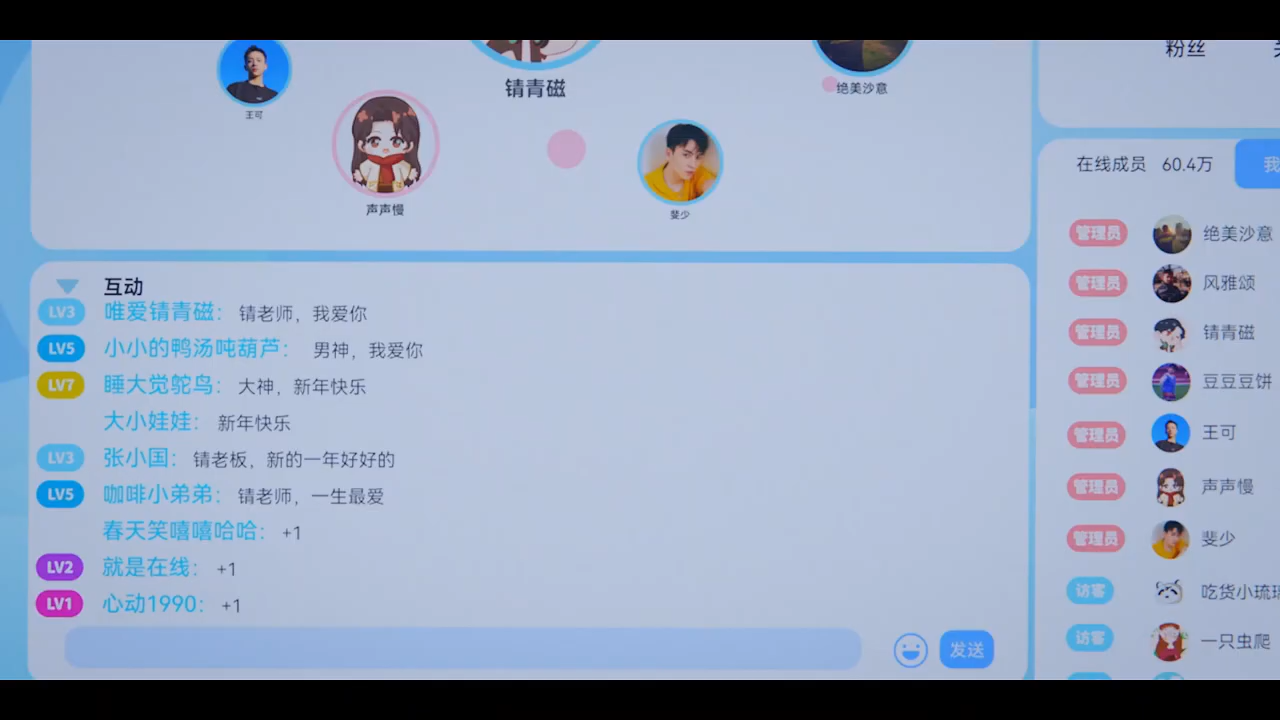 粉丝
锖青磁
绝美沙意
王可
声声慢
斐少
在线成员 60.4万
我
互动
LV3 唯爱锖青磁: 锖老师，我爱你
LV5 小小的鸭汤吨葫芦: 男神，我爱你
LV7 睡大觉鸵鸟: 大神，新年快乐
大小娃娃: 新年快乐
LV3 张小国: 锖老板，新的一年好好的
LV5 咖啡小弟弟: 锖老师，一生最爱
春天笑嘻嘻哈哈: +1
LV2 就是在线: +1
LV1 心动1990: +1
发送
管理员 绝美沙意
管理员 风雅颂
管理员 锖青磁
管理员 豆豆豆饼
管理员 王可
管理员 声声慢
管理员 斐少
访客 吃货小琉
访客 一只虫爬